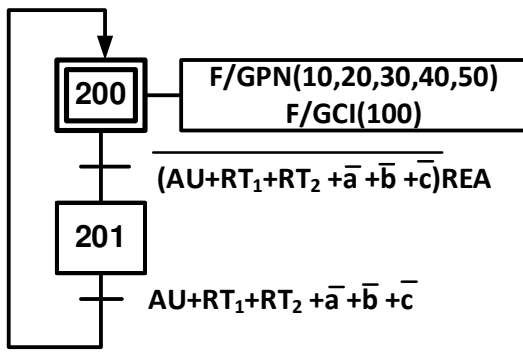 200
F/GPN(10,20,30,40,50)
F/GCI(100)
(AU+RT₁+RT₂ +a̅ +b̅ +c̅)REA
201
AU+RT₁+RT₂ +a̅ +b̅ +c̅